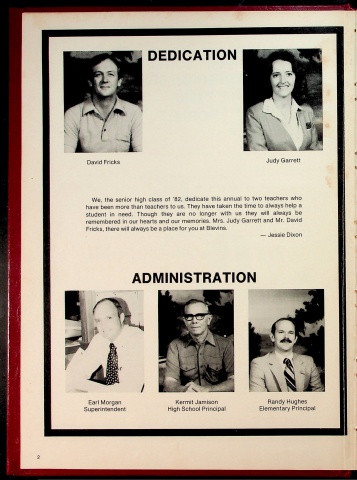 DEDICATION
David Fricks
Judy Garrett
We, the senior high class of '82, dedicate this annual to two teachers who
have been more than teachers to us. They have taken the time to always help a
student in need. Though they are no longer with us they will always be
remembered in our hearts and our memories. Mrs. Judy Garrett and Mr. David
Fricks, there will always be a place for you at Blevins.
— Jessie Dixon
ADMINISTRATION
Earl Morgan
Superintendent
Kermit Jamison
High School Principal
Randy Hughes
Elementary Principal
2